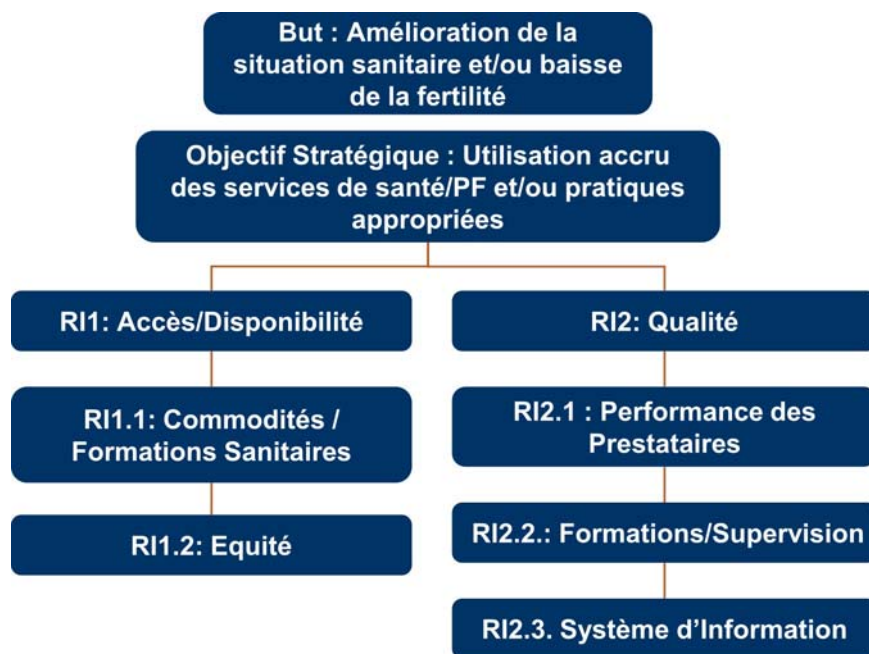 But : Amélioration de la
situation sanitaire et/ou baisse
de la fertilité
Objectif Stratégique : Utilisation accru
des services de santé/PF et/ou pratiques
appropriées
RI1: Accès/Disponibilité
RI2: Qualité
RI1.1: Commodités /
Formations Sanitaires
RI2.1 : Performance des
Prestataires
RI1.2: Equité
RI2.2.: Formations/Supervision
RI2.3. Système d'Information